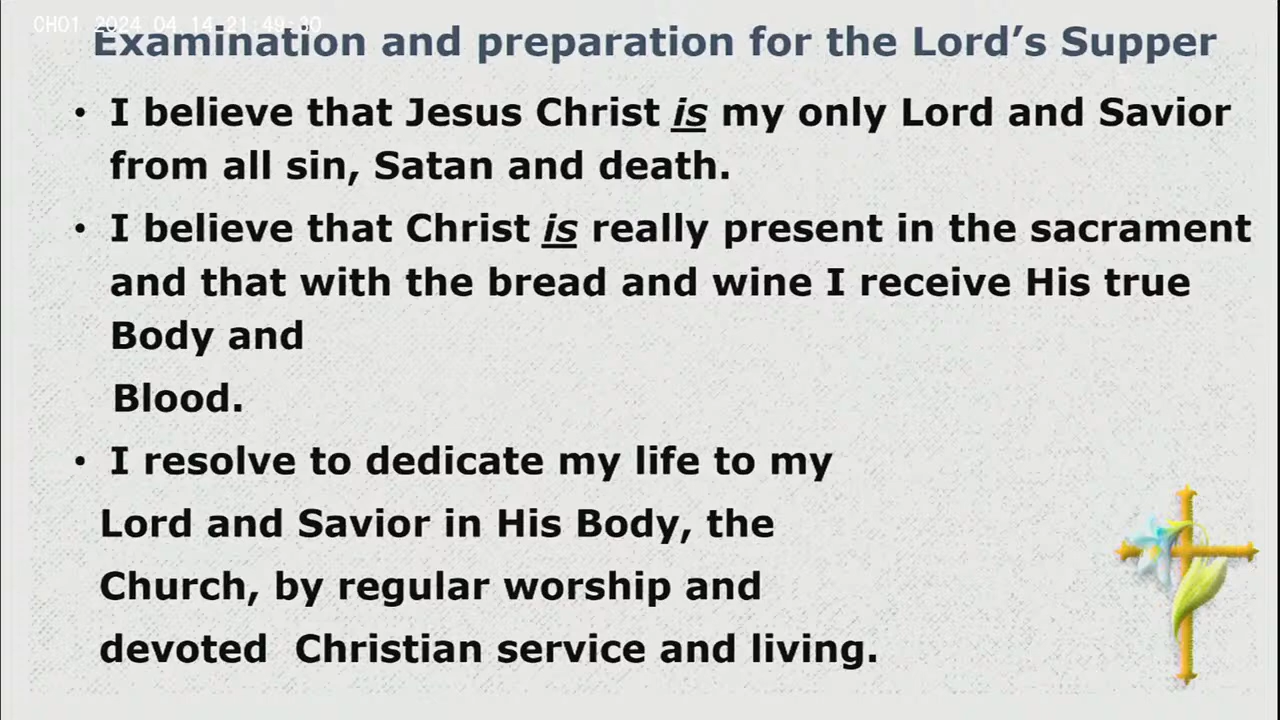 CH01 2024 04 14 21:49:30
Examination and preparation for the Lord's Supper
• I believe that Jesus Christ is my only Lord and Savior
from all sin, Satan and death.
• I believe that Christ is really present in the sacrament
and that with the bread and wine I receive His true
Body and
Blood.
• I resolve to dedicate my life to my
Lord and Savior in His Body, the
Church, by regular worship and
devoted  Christian service and living.